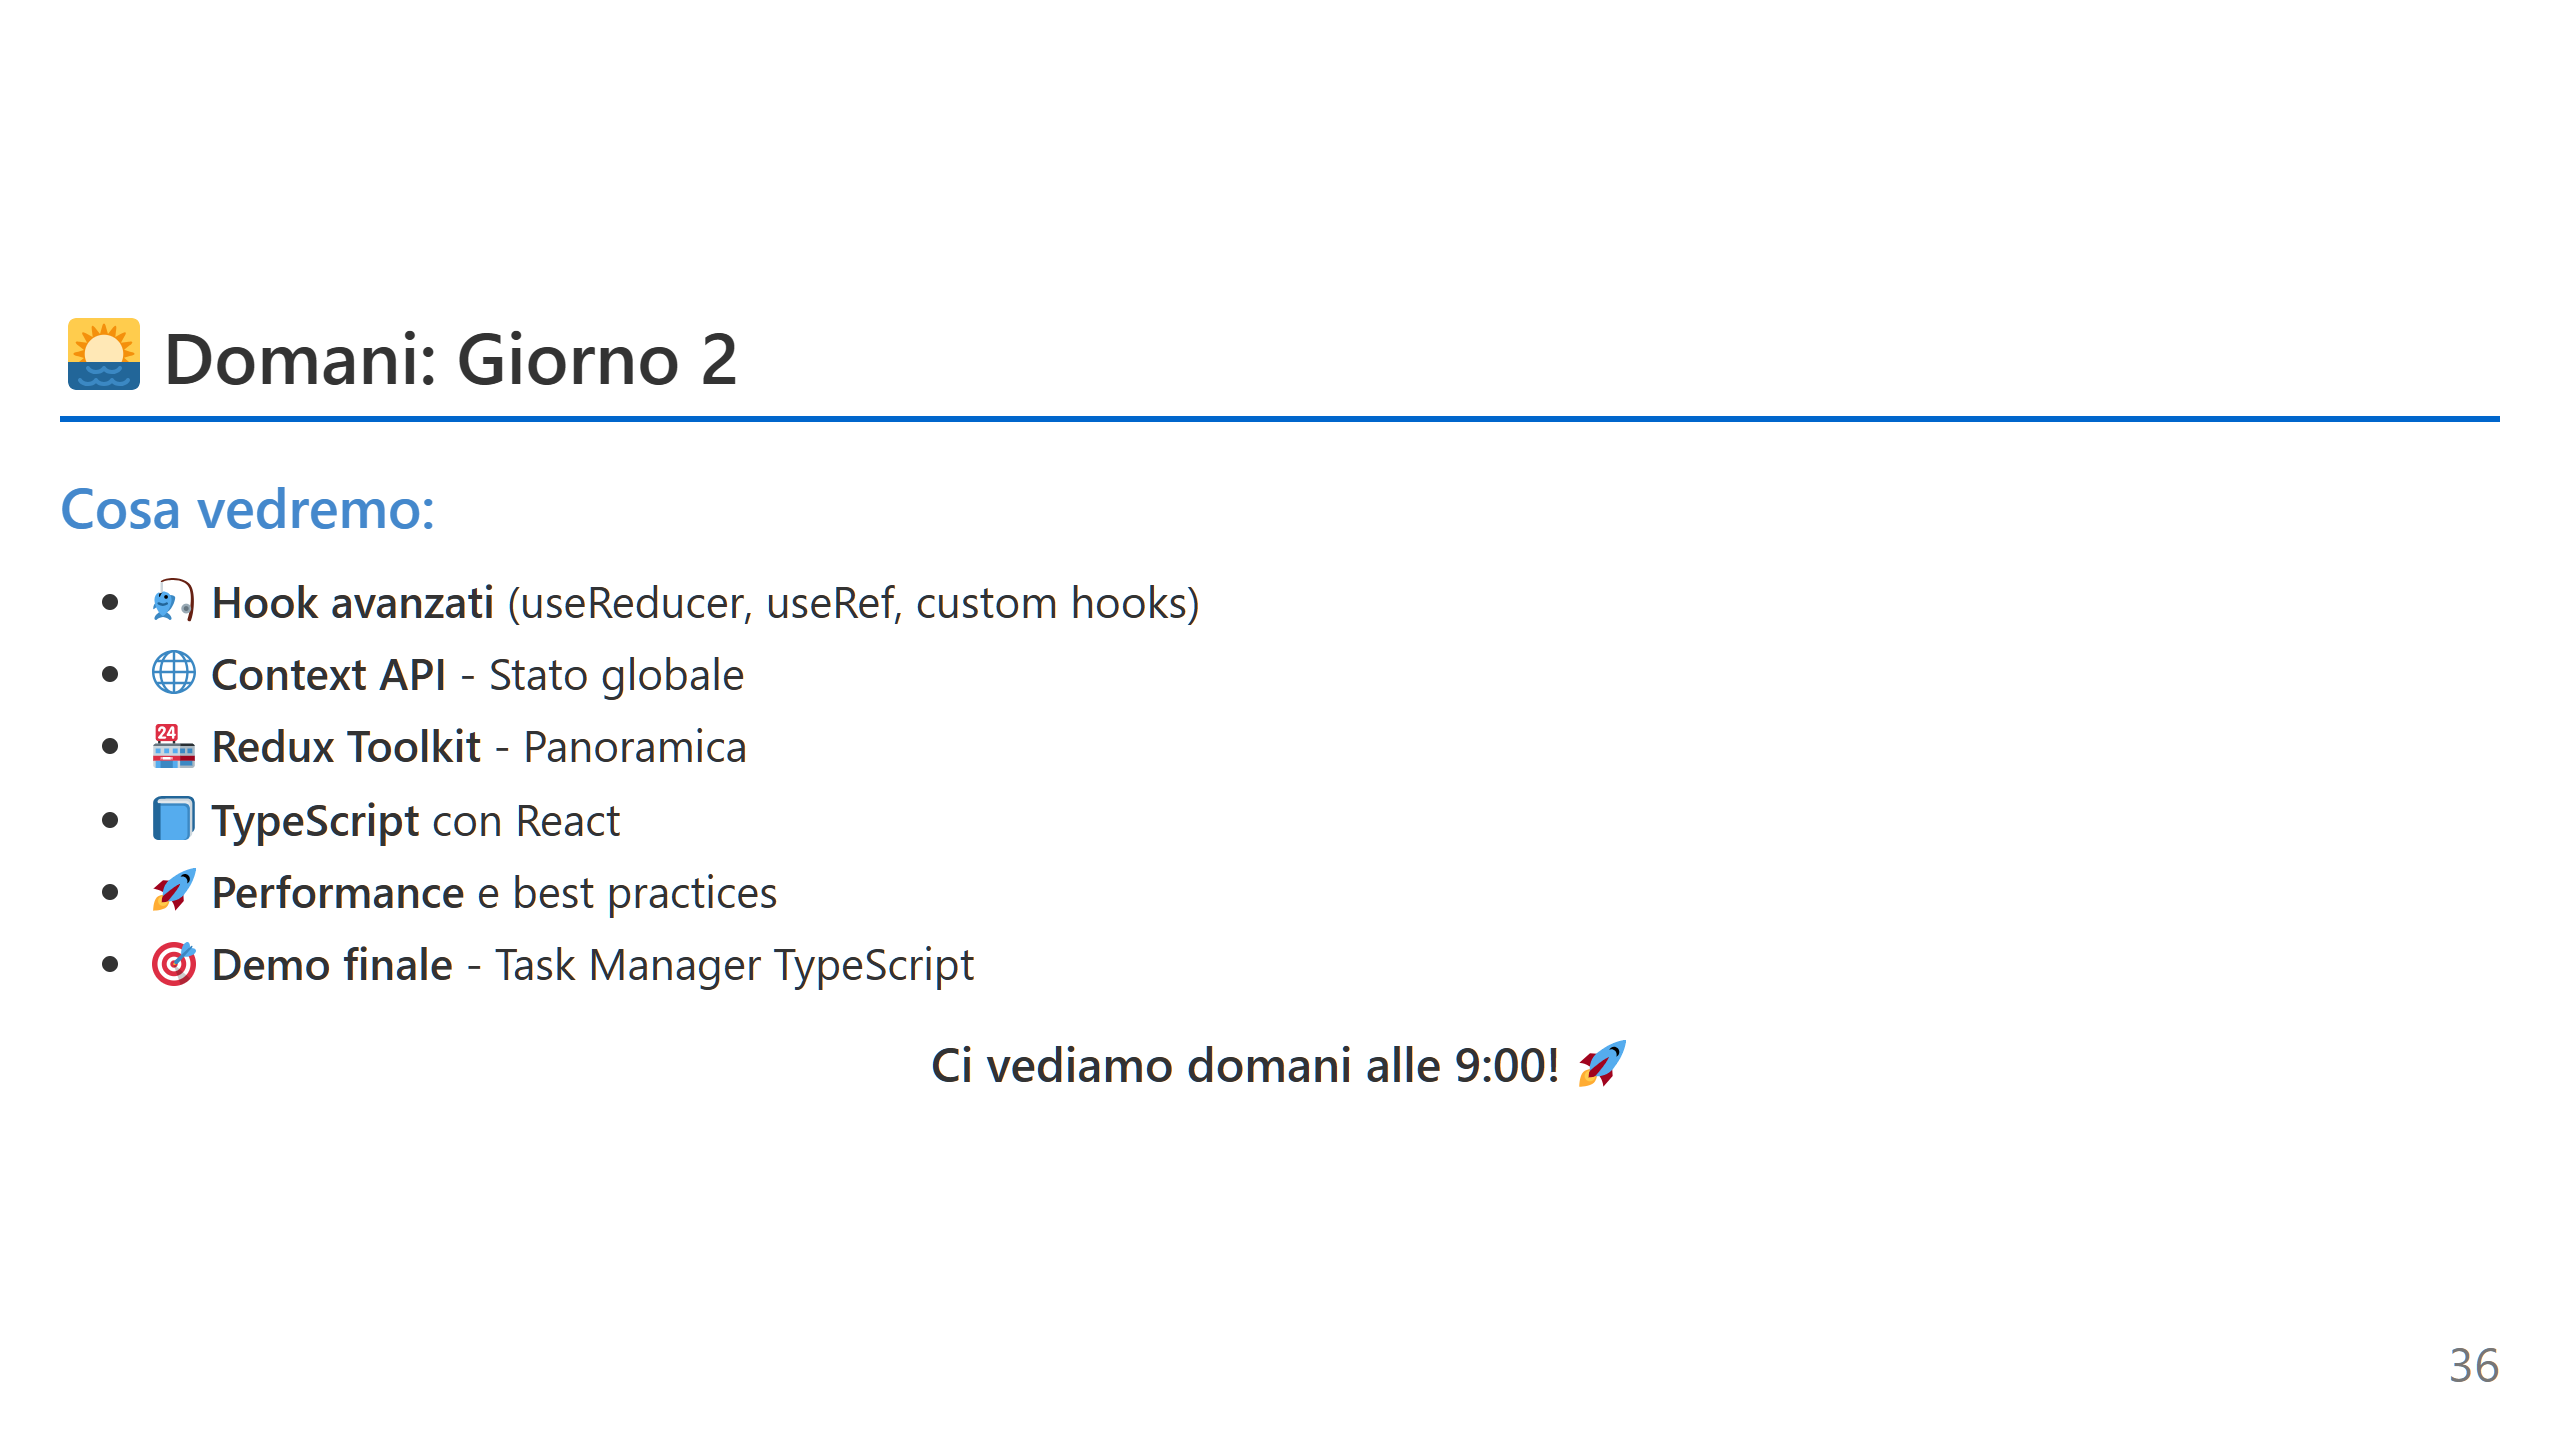 🌅 Domani: Giorno 2
Cosa vedremo:
• 🎣 Hook avanzati (useReducer, useRef, custom hooks)
• 🌐 Context API - Stato globale
• 🏪 Redux Toolkit - Panoramica
• 📘 TypeScript con React
• 🚀 Performance e best practices
• 🎯 Demo finale - Task Manager TypeScript
Ci vediamo domani alle 9:00! 🚀
36